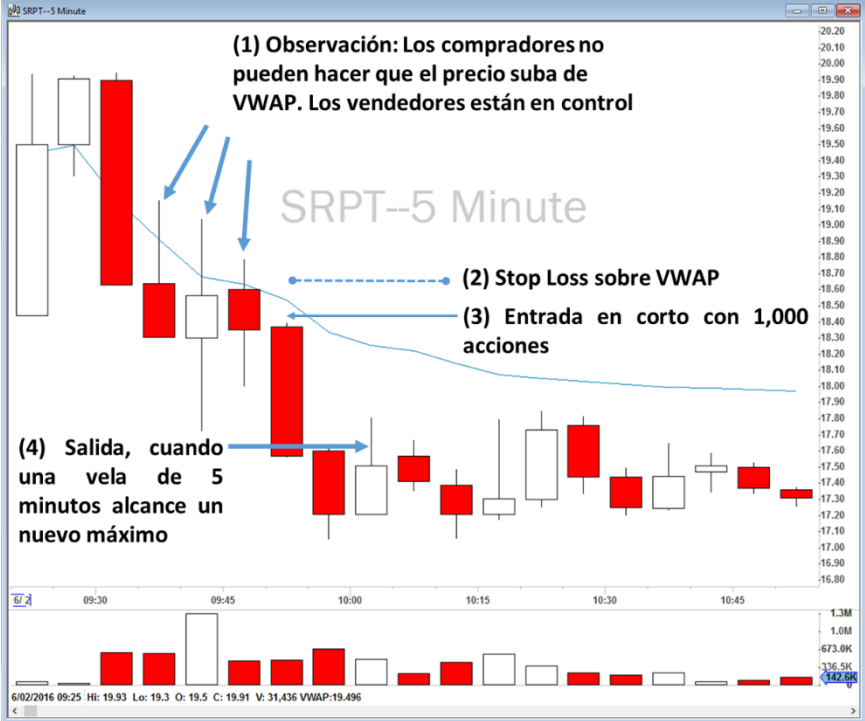 SRPT--5 Minute
(1) Observación: Los compradores no
pueden hacer que el precio suba de
VWAP. Los vendedores están en control
SRPT--5 Minute
(2) Stop Loss sobre VWAP
(3) Entrada en corto con 1,000
acciones
(4) Salida, cuando
una vela de 5
minutos alcance un
nuevo máximo
20.20
20.10
20.00
19.90
19.80
19.70
19.60
19.50
19.40
19.30
19.20
19.10
19.00
18.90
18.80
18.70
18.60
18.50
18.40
18.30
18.20
18.10
18.00
17.90
17.80
17.70
17.60
17.50
17.40
17.30
17.20
17.10
17.00
16.90
16.80
6/ 2 09:30 09:45 10:00 10:15 10:30 10:45
1.3M
1.0M
673.0K
336.5K
142.6K
0
6/02/2016 09:25 Hi: 19.93 Lo: 19.3 O: 19.5 C: 19.91 V: 31,436 VWAP:19.496